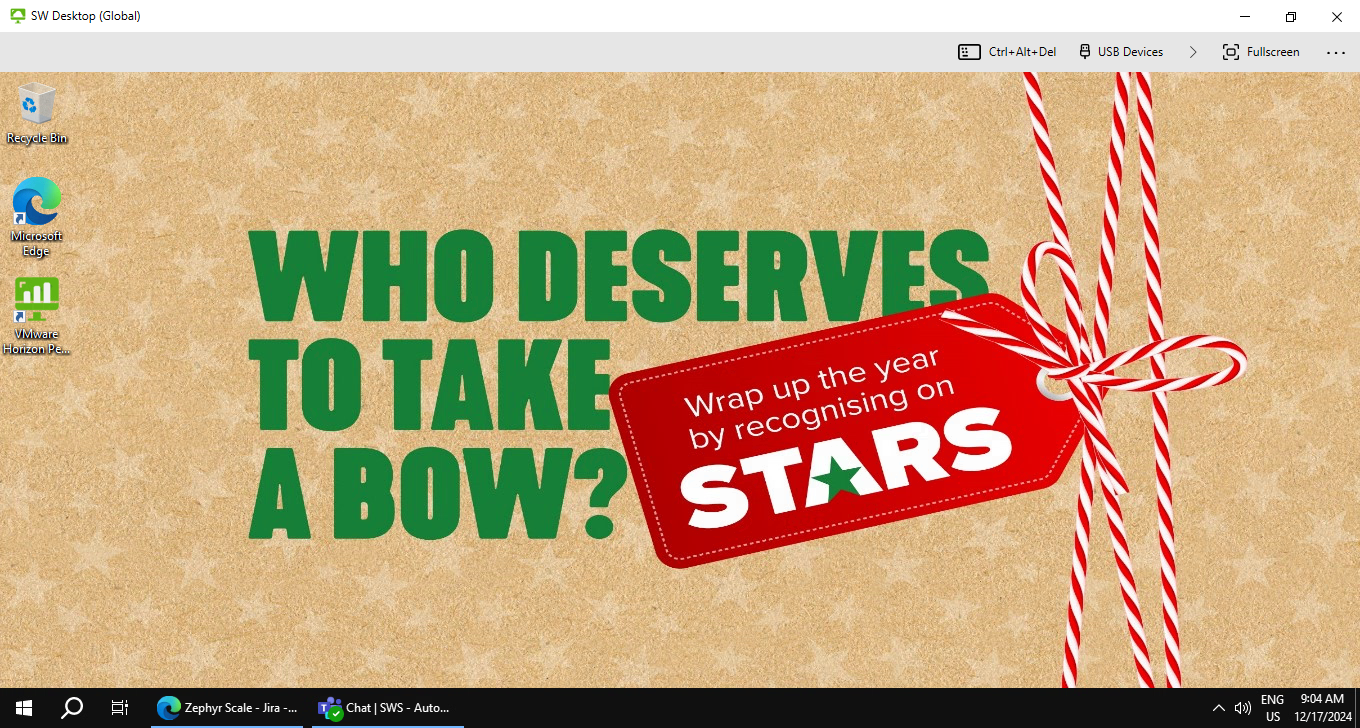 SW Desktop (Global)
Ctrl+Alt+Del
USB Devices
Fullscreen
Recycle Bin
Microsoft
Edge
VMware
Horizon Pe...
WHO DESERVES
TO TAKE
A BOW?
Wrap up the year
by recognising on
STARS
Zephyr Scale - Jira -...
Chat | SWS - Auto...
ENG
US
9:04 AM
12/17/2024